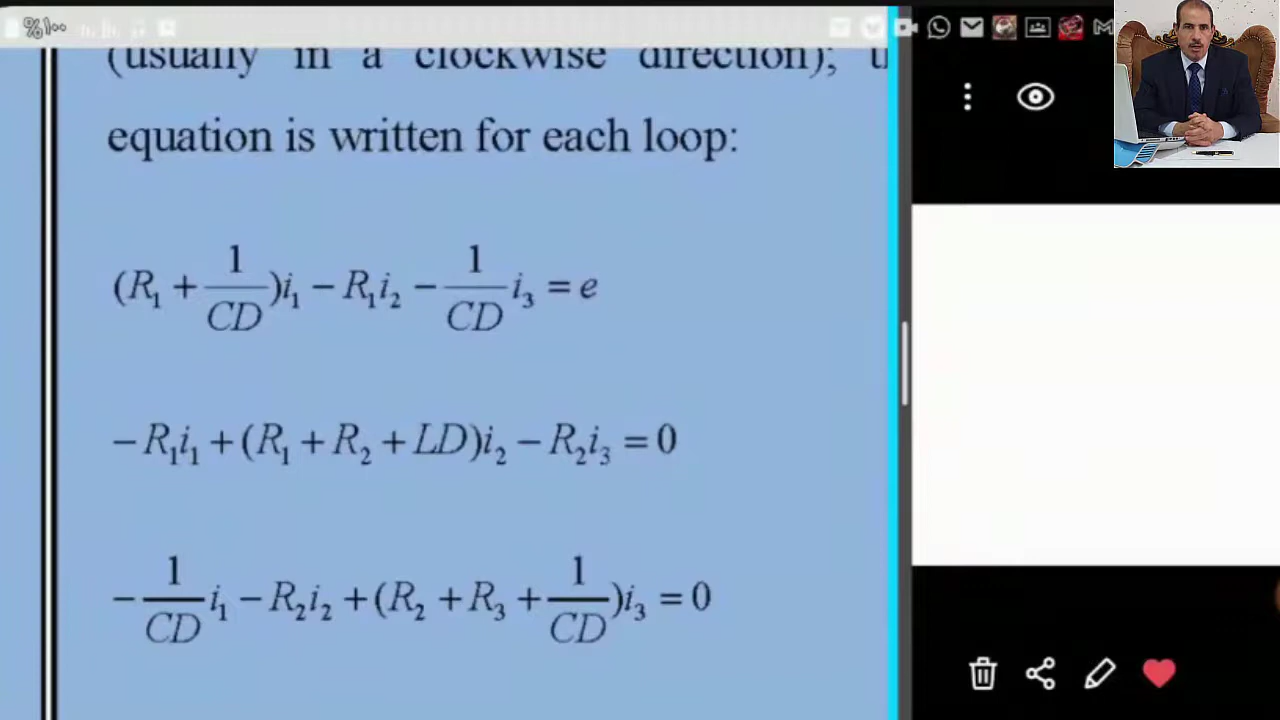 %١٠٠
(usually in a clockwise direction);
equation is written for each loop:
(R₁ + 1/CD)i₁ − R₁i₂ − 1/CD i₃ = e
−R₁i₁ + (R₁ + R₂ + LD)i₂ − R₂i₃ = 0
−1/CD i₁ − R₂i₂ + (R₂ + R₃ + 1/CD)i₃ = 0